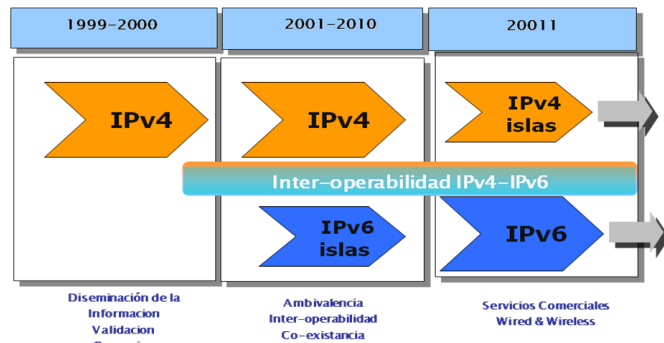 1999-2000
2001-2010
20011
IPv4
IPv4
IPv4
islas
Inter-operabilidad IPv4-IPv6
IPv6
islas
IPv6
Diseminación de la
Informacion
Validacion
Ambivalencia
Inter-operabilidad
Co-existancia
Servicios Comerciales
Wired & Wireless